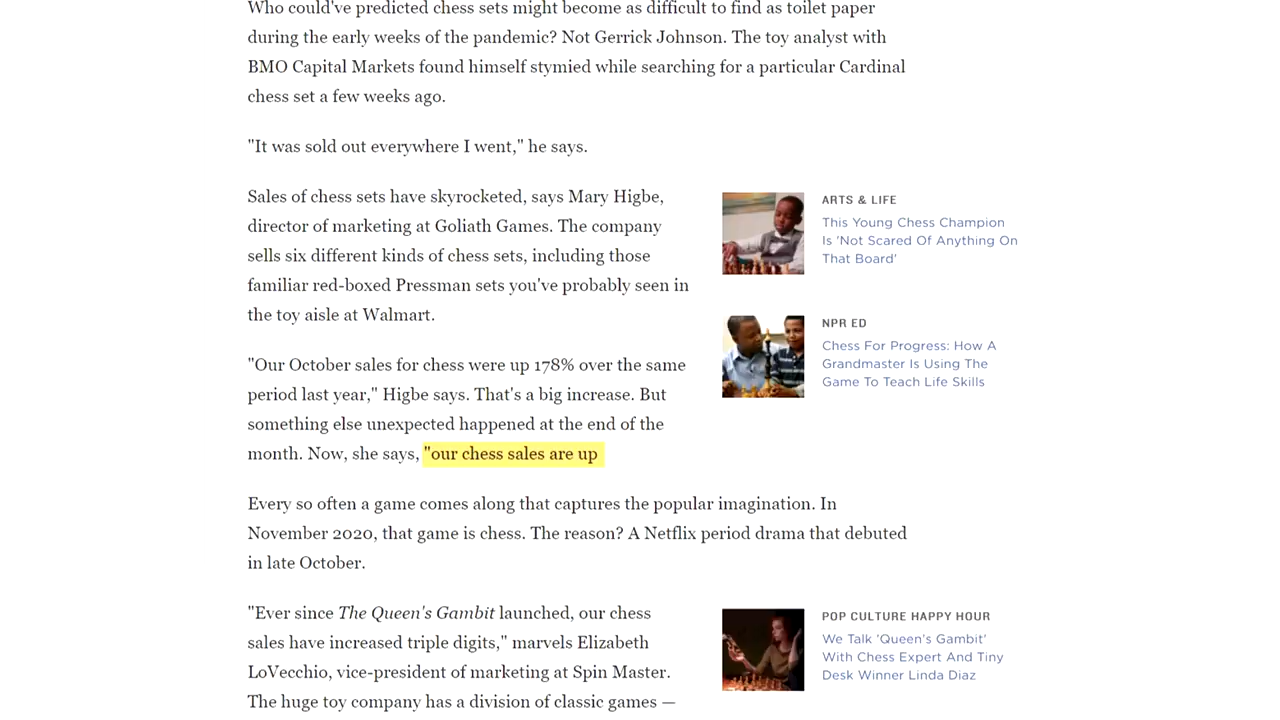 Who could've predicted chess sets might become as difficult to find as toilet paper
during the early weeks of the pandemic? Not Gerrick Johnson. The toy analyst with
BMO Capital Markets found himself stymied while searching for a particular Cardinal
chess set a few weeks ago.
"It was sold out everywhere I went," he says.
Sales of chess sets have skyrocketed, says Mary Higbe,
director of marketing at Goliath Games. The company
sells six different kinds of chess sets, including those
familiar red-boxed Pressman sets you've probably seen in
the toy aisle at Walmart.
"Our October sales for chess were up 178% over the same
period last year," Higbe says. That's a big increase. But
something else unexpected happened at the end of the
month. Now, she says, "our chess sales are up
ARTS & LIFE
This Young Chess Champion
Is 'Not Scared Of Anything On
That Board'
NPR ED
Chess For Progress: How A
Grandmaster Is Using The
Game To Teach Life Skills
Every so often a game comes along that captures the popular imagination. In
November 2020, that game is chess. The reason? A Netflix period drama that debuted
in late October.
"Ever since The Queen's Gambit launched, our chess
sales have increased triple digits," marvels Elizabeth
LoVecchio, vice-president of marketing at Spin Master.
The huge toy company has a division of classic games —
POP CULTURE HAPPY HOUR
We Talk 'Queen's Gambit'
With Chess Expert And Tiny
Desk Winner Linda Diaz